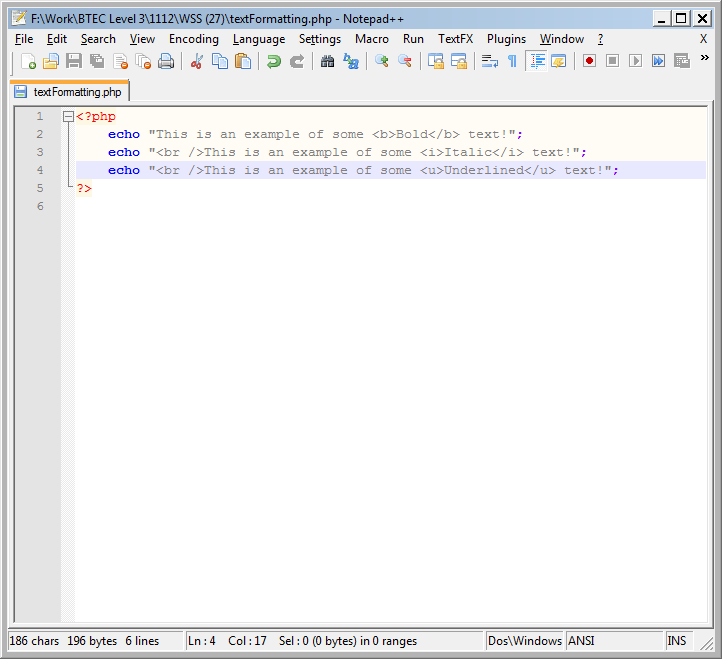 F:\Work\BTEC Level 3\1112\WSS (27)\textFormatting.php - Notepad++
File Edit Search View Encoding Language Settings Macro Run TextFX Plugins Window ? X
textFormatting.php
1 <?php
2 echo "This is an example of some <b>Bold</b> text!";
3 echo "<br />This is an example of some <i>Italic</i> text!";
4 echo "<br />This is an example of some <u>Underlined</u> text!";
5 ?>
6
186 chars 196 bytes 6 lines Ln : 4 Col : 17 Sel : 0 (0 bytes) in 0 ranges Dos\Windows ANSI INS